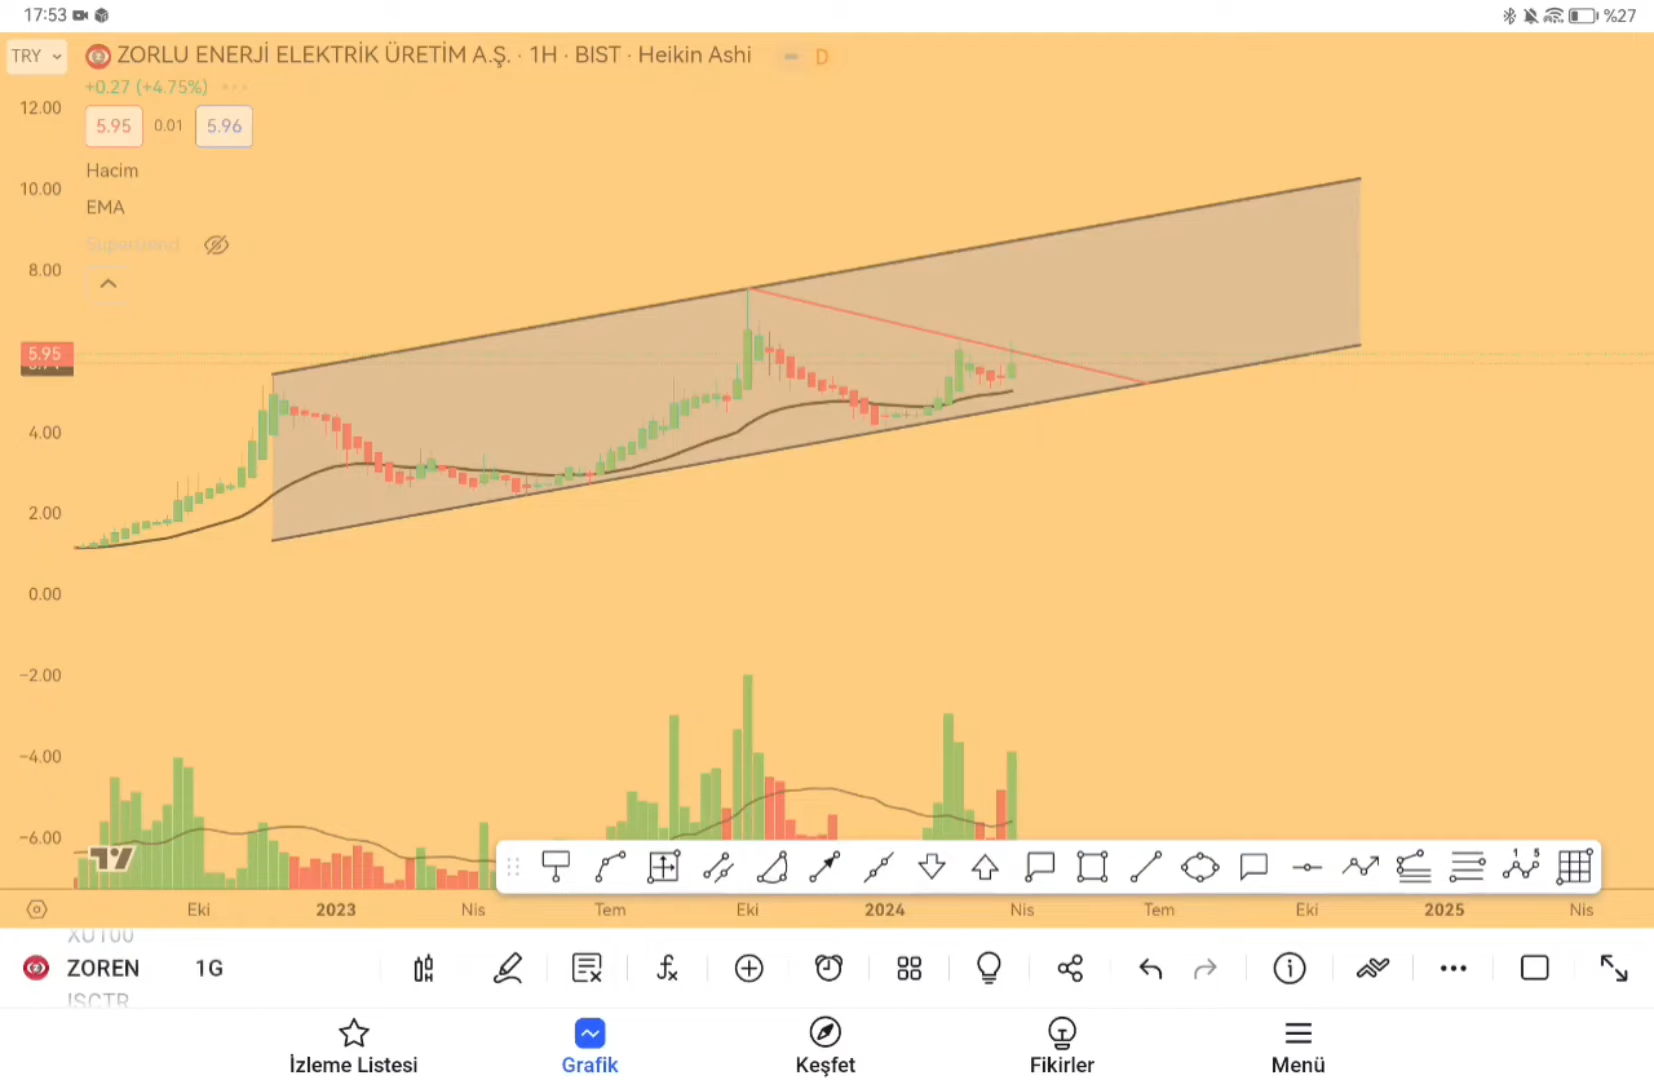 17:53 %27
TRY ZORLU ENERJİ ELEKTRİK ÜRETİM A.Ş. · 1H · BIST · Heikin Ashi D
+0.27 (+4.75%)
12.00
5.95 0.01 5.96
Hacim
10.00
EMA
Supertrend
8.00
5.95
4.00
2.00
0.00
−2.00
−4.00
−6.00
1 5
Eki 2023 Nis Tem Eki 2024 Nis Tem Eki 2025 Nis
XU100
ZOREN 1G
ISCTR
İzleme Listesi Grafik Keşfet Fikirler Menü